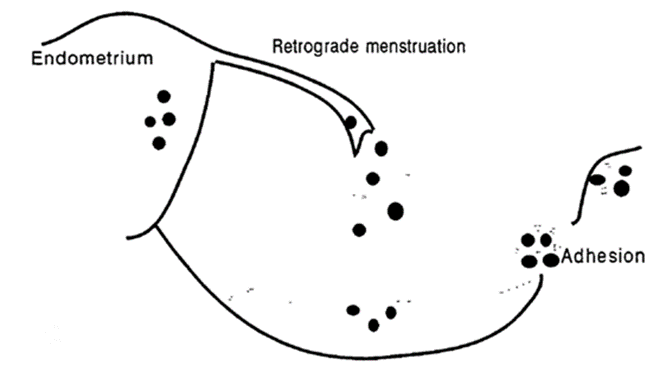 Retrograde menstruation
Endometrium
Adhesion